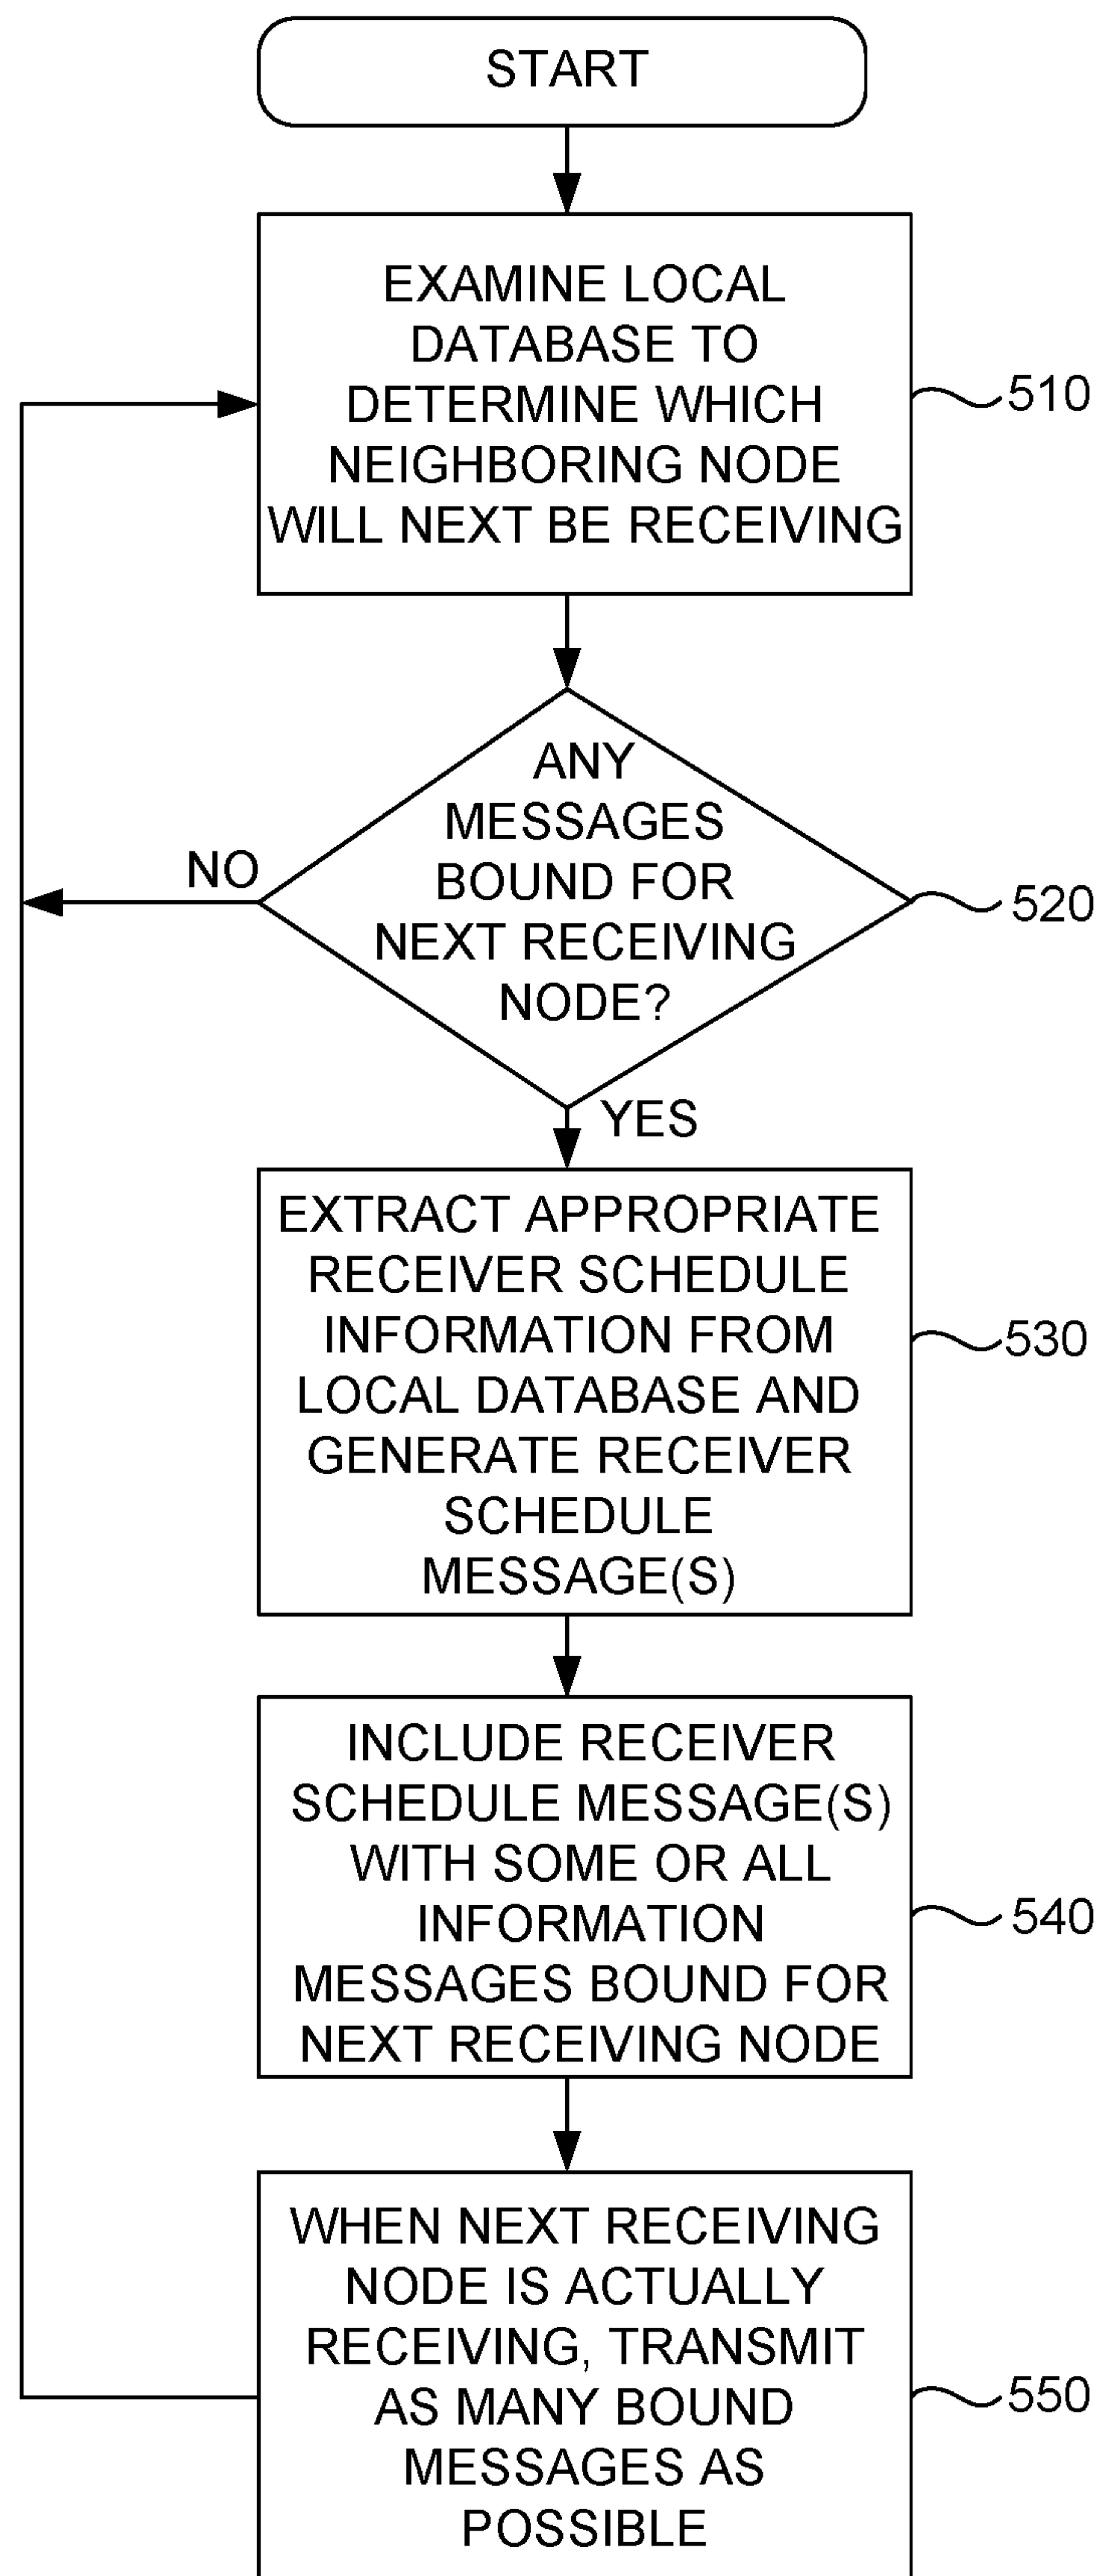 START
EXAMINE LOCAL
DATABASE TO
DETERMINE WHICH
NEIGHBORING NODE
WILL NEXT BE RECEIVING
510
ANY
MESSAGES
BOUND FOR
NEXT RECEIVING
NODE?
NO
520
YES
EXTRACT APPROPRIATE
RECEIVER SCHEDULE
INFORMATION FROM
LOCAL DATABASE AND
GENERATE RECEIVER
SCHEDULE
MESSAGE(S)
530
INCLUDE RECEIVER
SCHEDULE MESSAGE(S)
WITH SOME OR ALL
INFORMATION
MESSAGES BOUND FOR
NEXT RECEIVING NODE
540
WHEN NEXT RECEIVING
NODE IS ACTUALLY
RECEIVING, TRANSMIT
AS MANY BOUND
MESSAGES AS
POSSIBLE
550